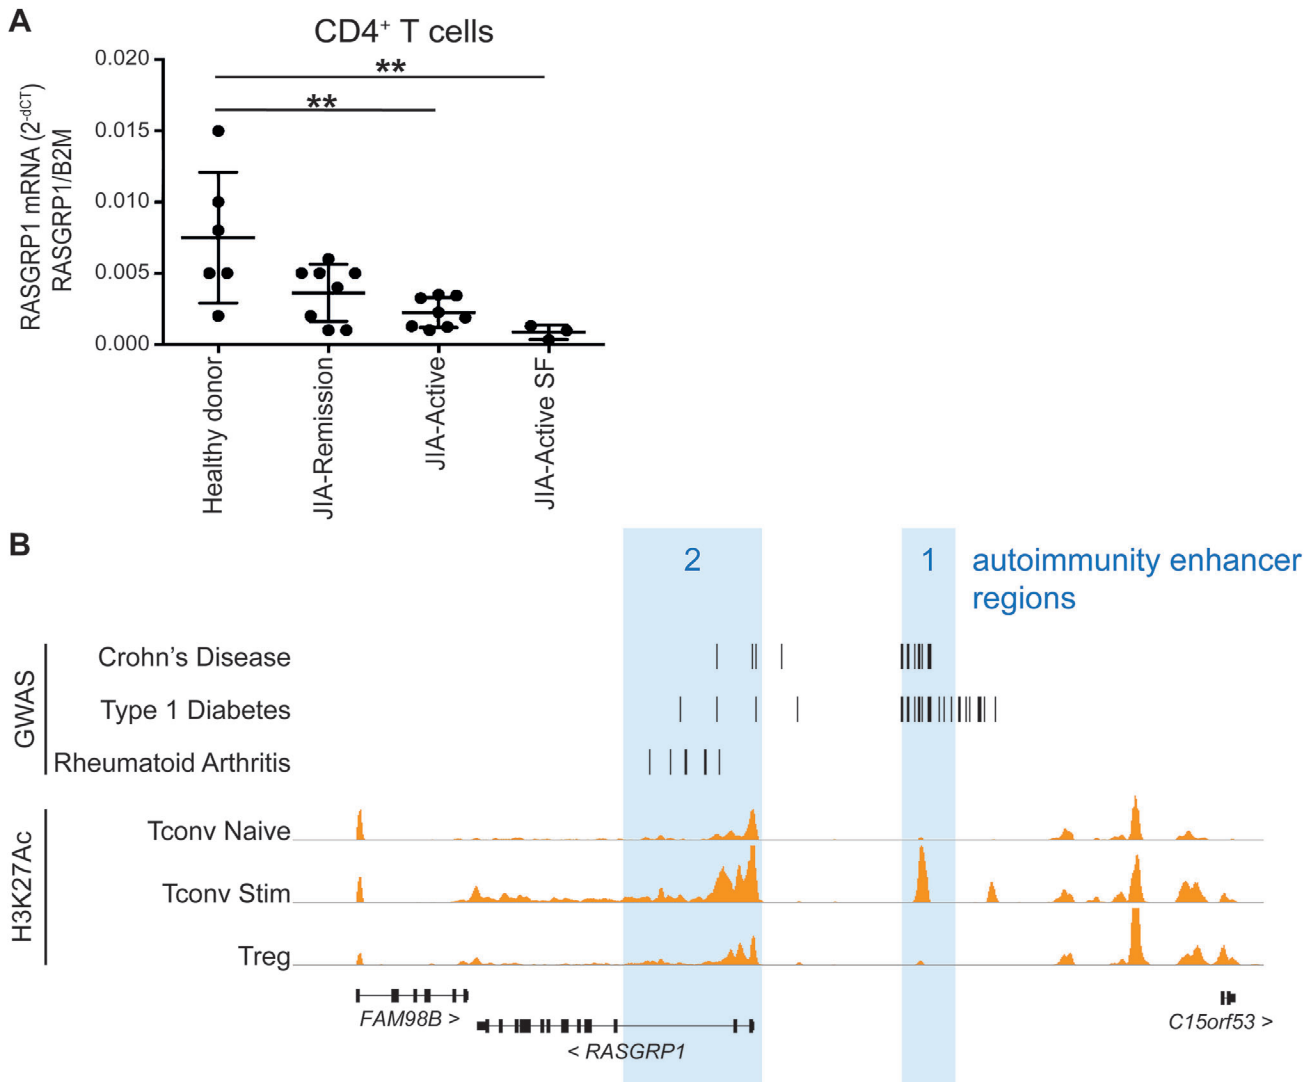 A
CD4⁺ T cells
RASGRP1 mRNA (2⁻ᵈᶜᵀ)
RASGRP1/B2M
0.020
0.015
0.010
0.005
0.000
**
**
Healthy donor
JIA-Remission
JIA-Active
JIA-Active SF
B
2
1
autoimmunity enhancer
regions
GWAS
Crohn's Disease
Type 1 Diabetes
Rheumatoid Arthritis
H3K27Ac
Tconv Naive
Tconv Stim
Treg
FAM98B >
< RASGRP1
C15orf53 >